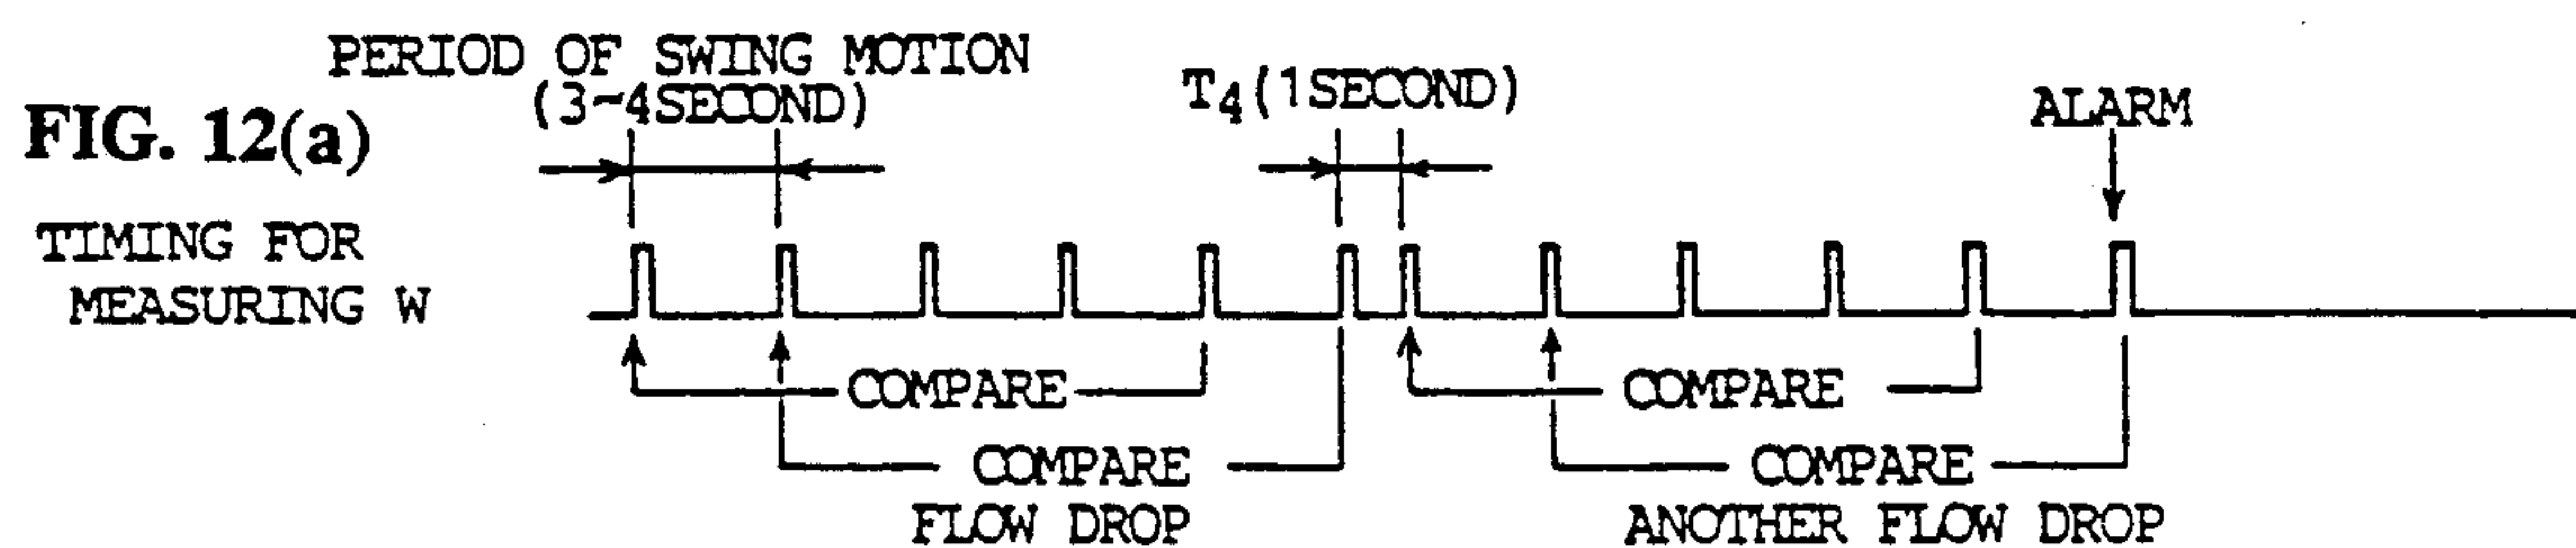 PERIOD OF SWING MOTION
(3~4SECOND)
T4(1SECOND)
ALARM
FIG. 12(a)
TIMING FOR
MEASURING W
COMPARE
COMPARE
COMPARE
COMPARE
FLOW DROP
ANOTHER FLOW DROP